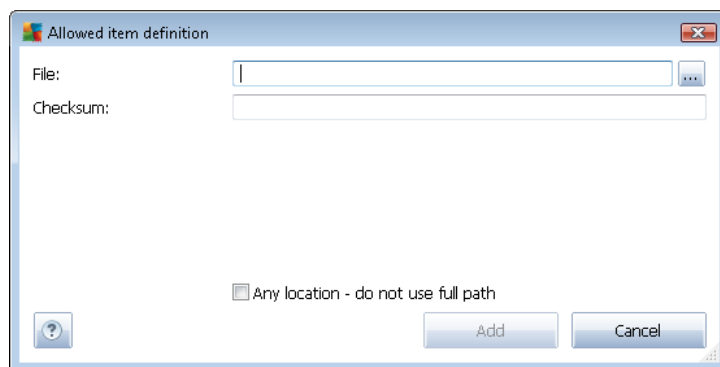 Allowed item definition
File:
...
Checksum:
Any location - do not use full path
?
Add
Cancel